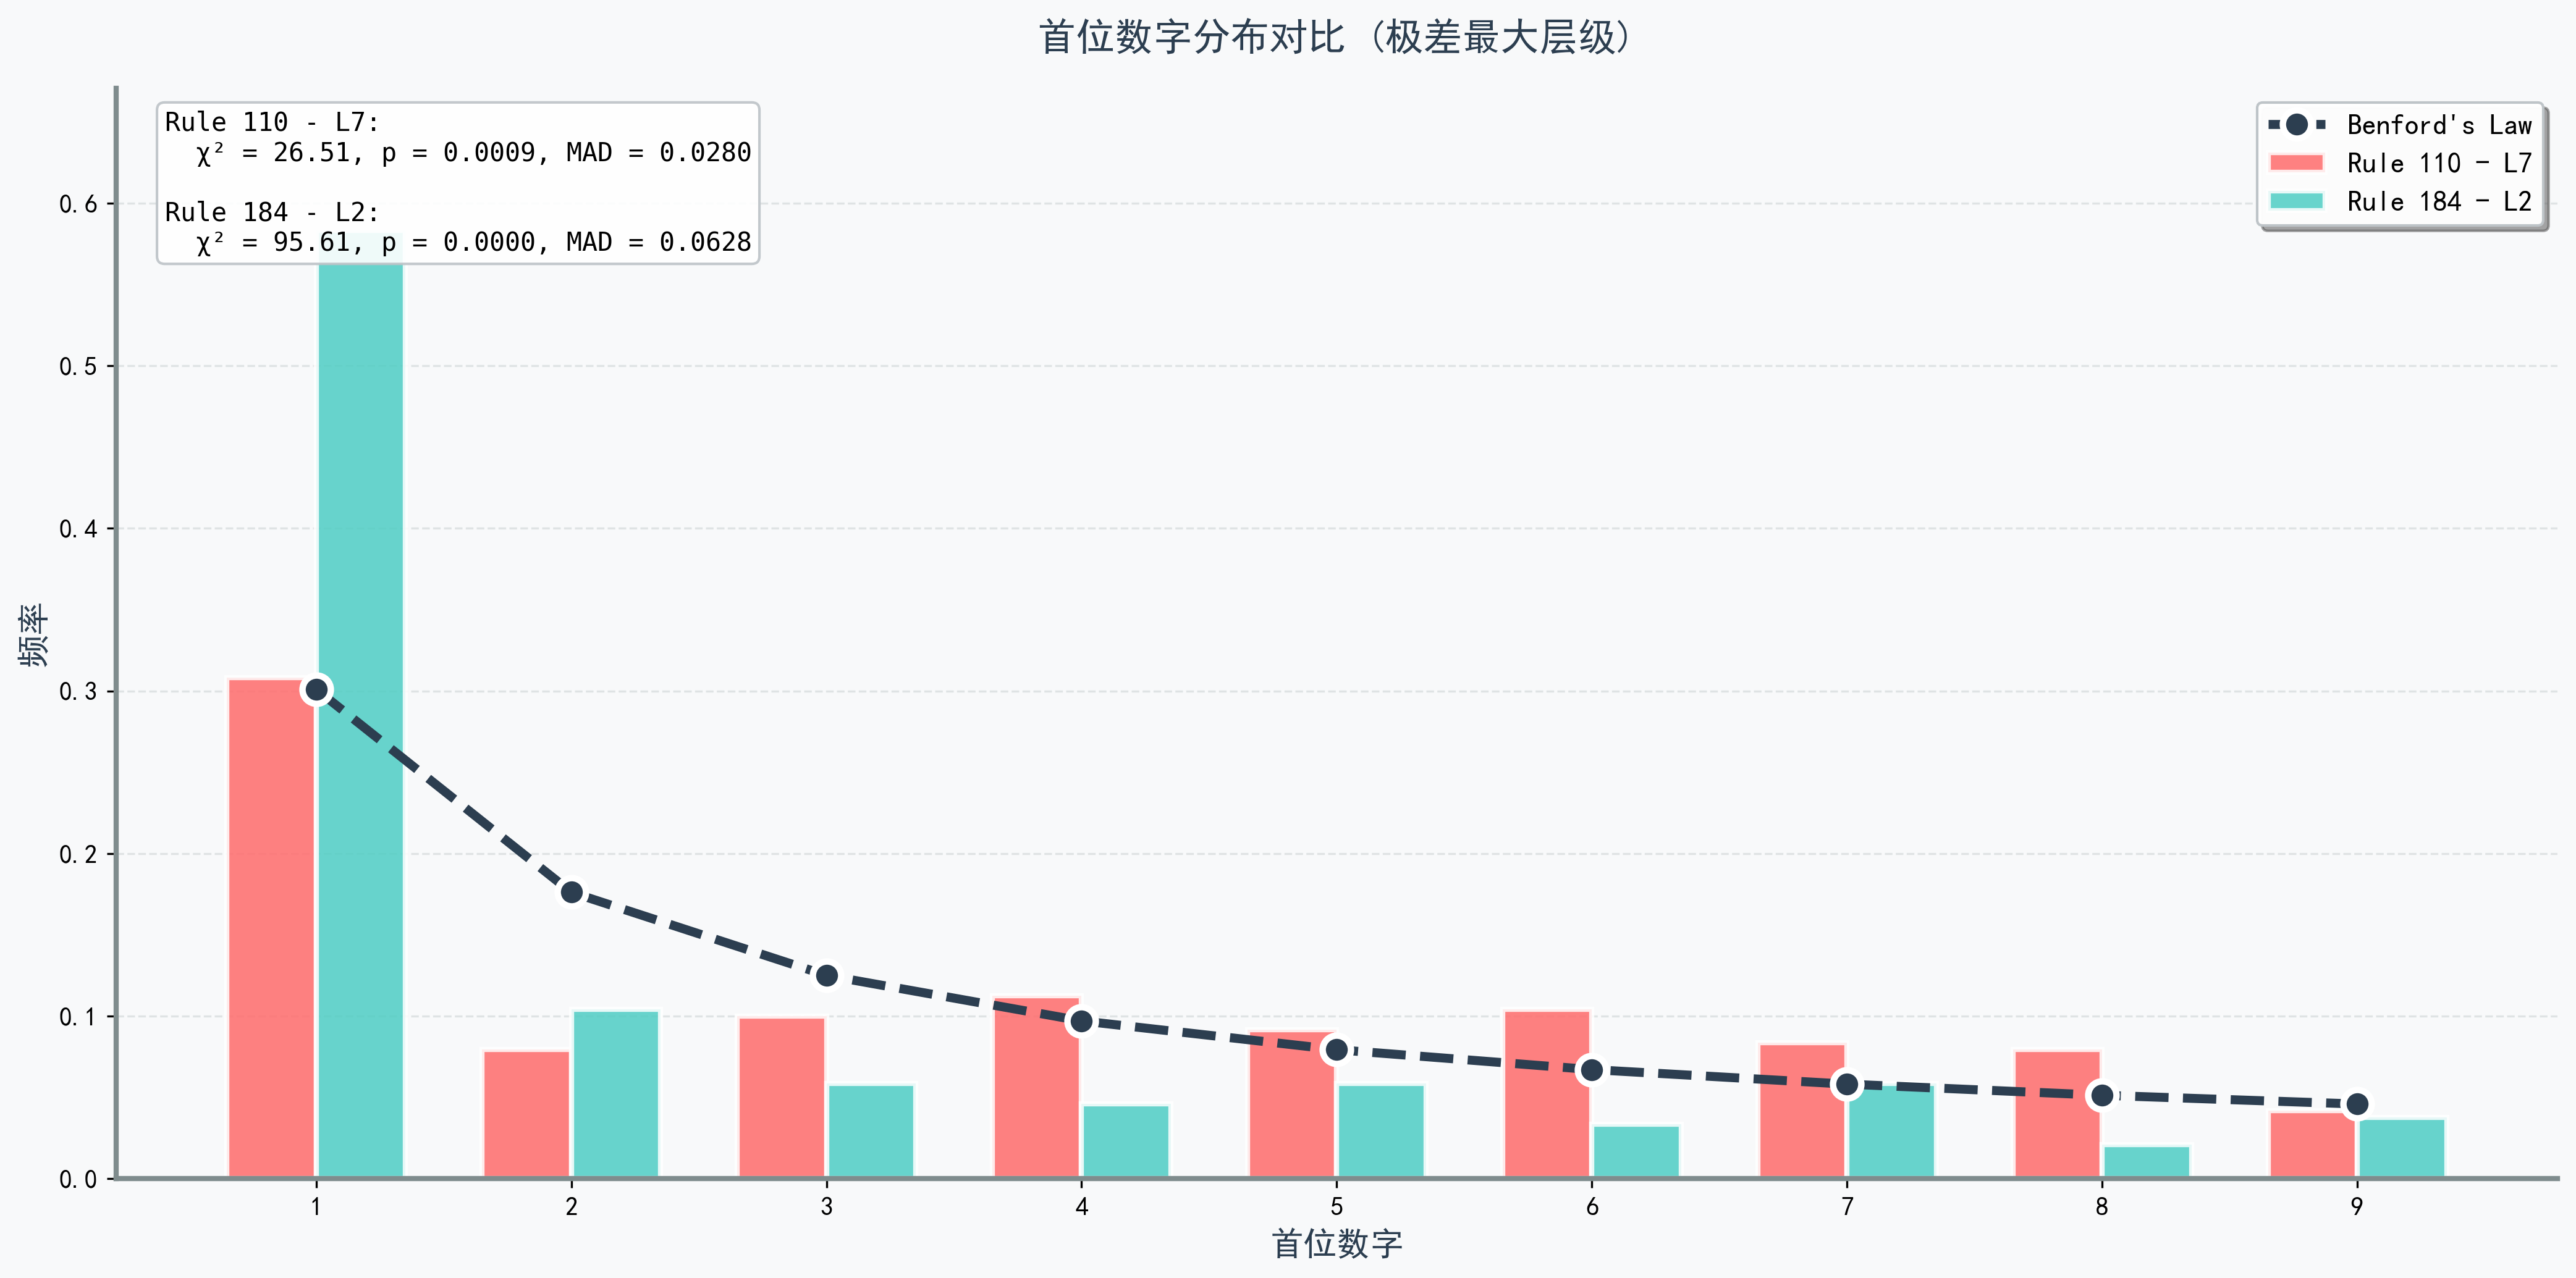 首位数字分布对比 (极差最大层级)
Rule 110 - L7:
χ² = 26.51, p = 0.0009, MAD = 0.0280
Rule 184 - L2:
χ² = 95.61, p = 0.0000, MAD = 0.0628
Benford's Law
Rule 110 - L7
Rule 184 - L2
频率
0.6
0.5
0.4
0.3
0.2
0.1
0.0
1 2 3 4 5 6 7 8 9
首位数字